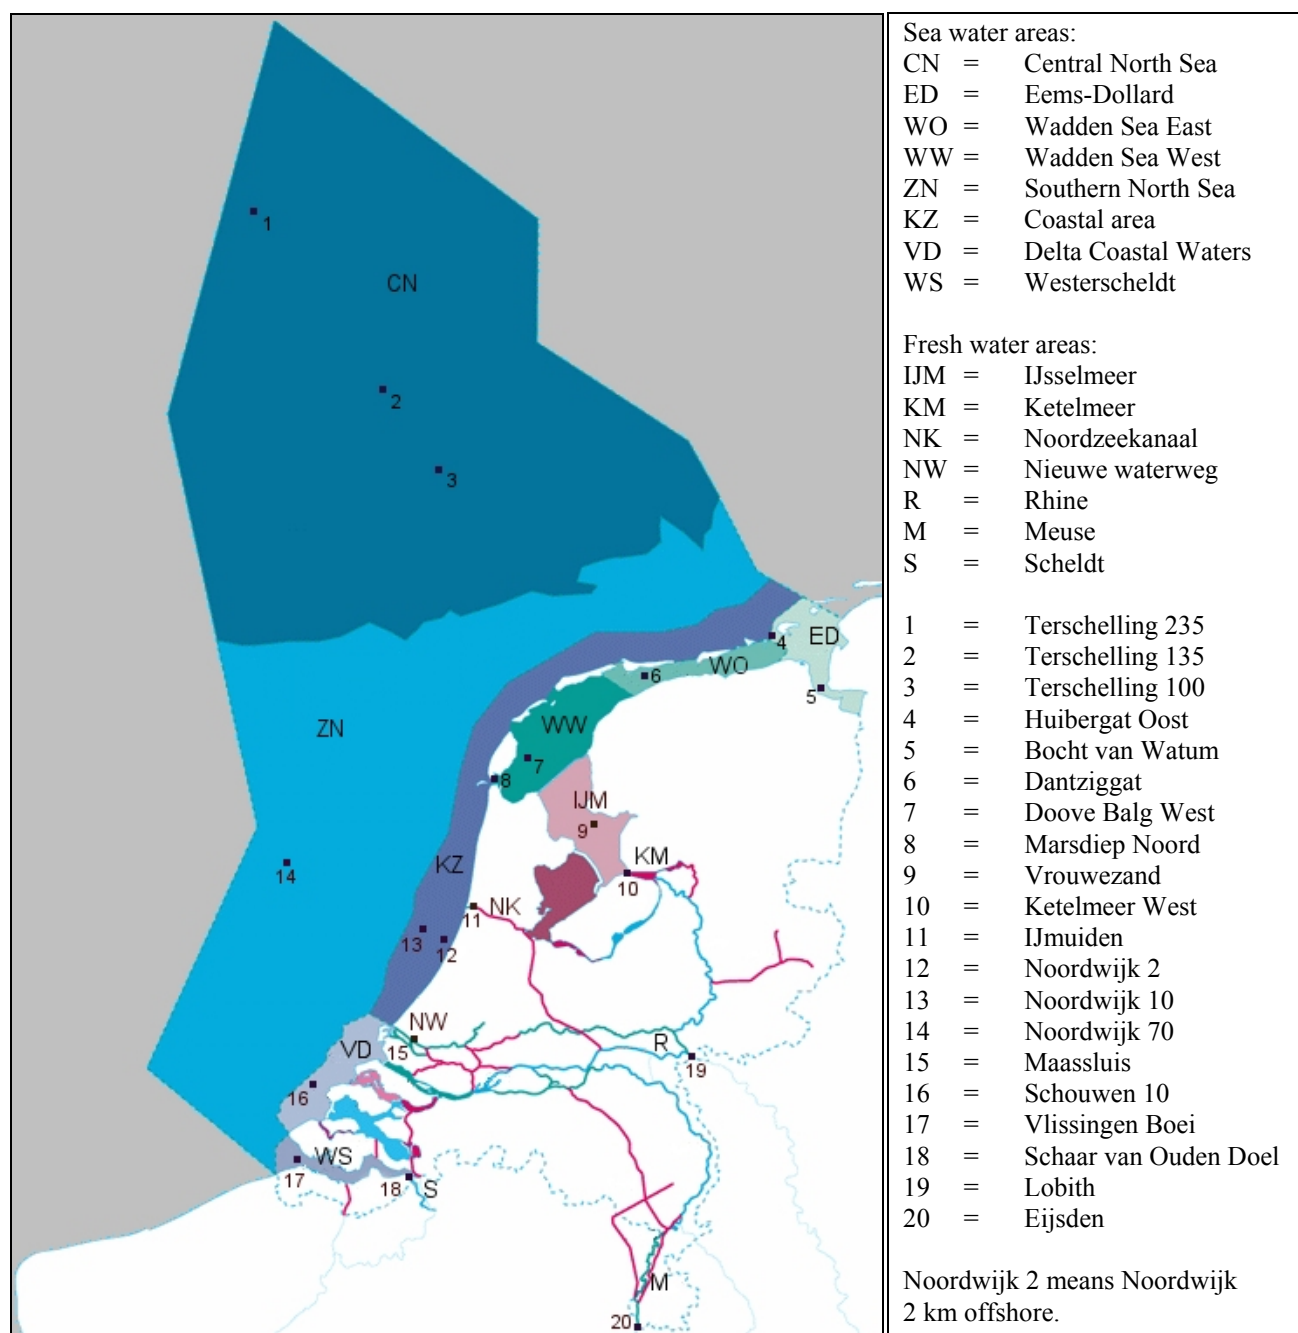 1
CN
2
3
4
ED
WO
6
5
WW
ZN
7
8
IJM
9
KZ
KM
14
10
11
NK
13
12
NW
VD
15
R
19
16
WS
17
18
S
M
20
Sea water areas:
CN = Central North Sea
ED = Eems-Dollard
WO = Wadden Sea East
WW = Wadden Sea West
ZN = Southern North Sea
KZ = Coastal area
VD = Delta Coastal Waters
WS = Westerscheldt
Fresh water areas:
IJM = IJsselmeer
KM = Ketelmeer
NK = Noordzeekanaal
NW = Nieuwe waterweg
R = Rhine
M = Meuse
S = Scheldt
1 = Terschelling 235
2 = Terschelling 135
3 = Terschelling 100
4 = Huibergat Oost
5 = Bocht van Watum
6 = Dantziggat
7 = Doove Balg West
8 = Marsdiep Noord
9 = Vrouwezand
10 = Ketelmeer West
11 = IJmuiden
12 = Noordwijk 2
13 = Noordwijk 10
14 = Noordwijk 70
15 = Maassluis
16 = Schouwen 10
17 = Vlissingen Boei
18 = Schaar van Ouden Doel
19 = Lobith
20 = Eijsden
Noordwijk 2 means Noordwijk
2 km offshore.